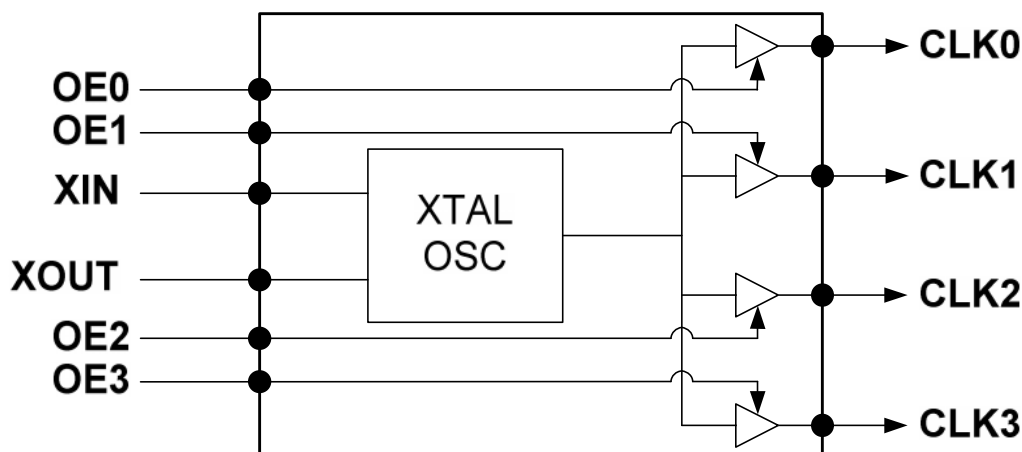 OE0
OE1
XIN
XOUT
OE2
OE3
XTAL
OSC
CLK0
CLK1
CLK2
CLK3